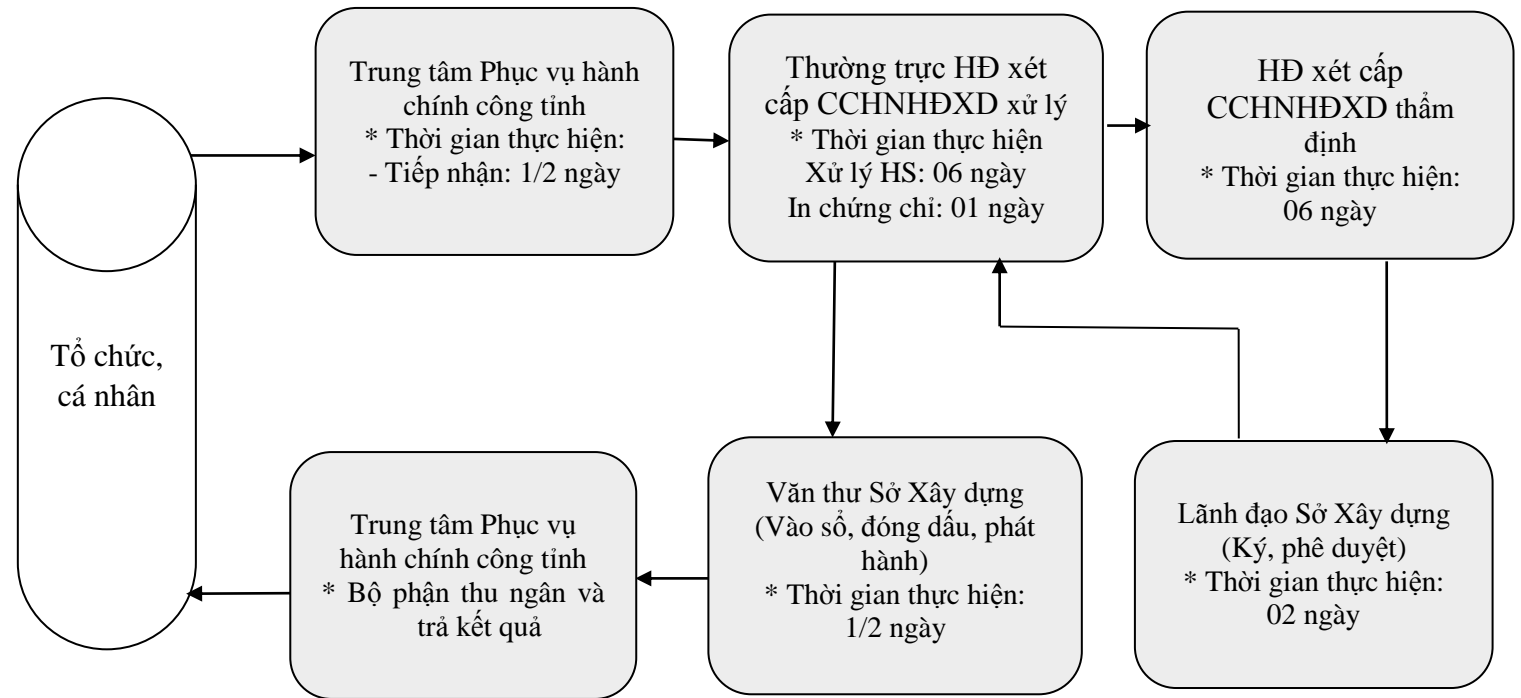 Tổ chức,
cá nhân
Trung tâm Phục vụ hành
chính công tỉnh
* Thời gian thực hiện:
- Tiếp nhận: 1/2 ngày
Thường trực HĐ xét
cấp CCHNHĐXD xử lý
* Thời gian thực hiện
Xử lý HS: 06 ngày
In chứng chỉ: 01 ngày
HĐ xét cấp
CCHNHĐXD thẩm
định
* Thời gian thực hiện:
06 ngày
Lãnh đạo Sở Xây dựng
(Ký, phê duyệt)
* Thời gian thực hiện:
02 ngày
Văn thư Sở Xây dựng
(Vào sổ, đóng dấu, phát
hành)
* Thời gian thực hiện:
1/2 ngày
Trung tâm Phục vụ
hành chính công tỉnh
* Bộ phận thu ngân và
trả kết quả